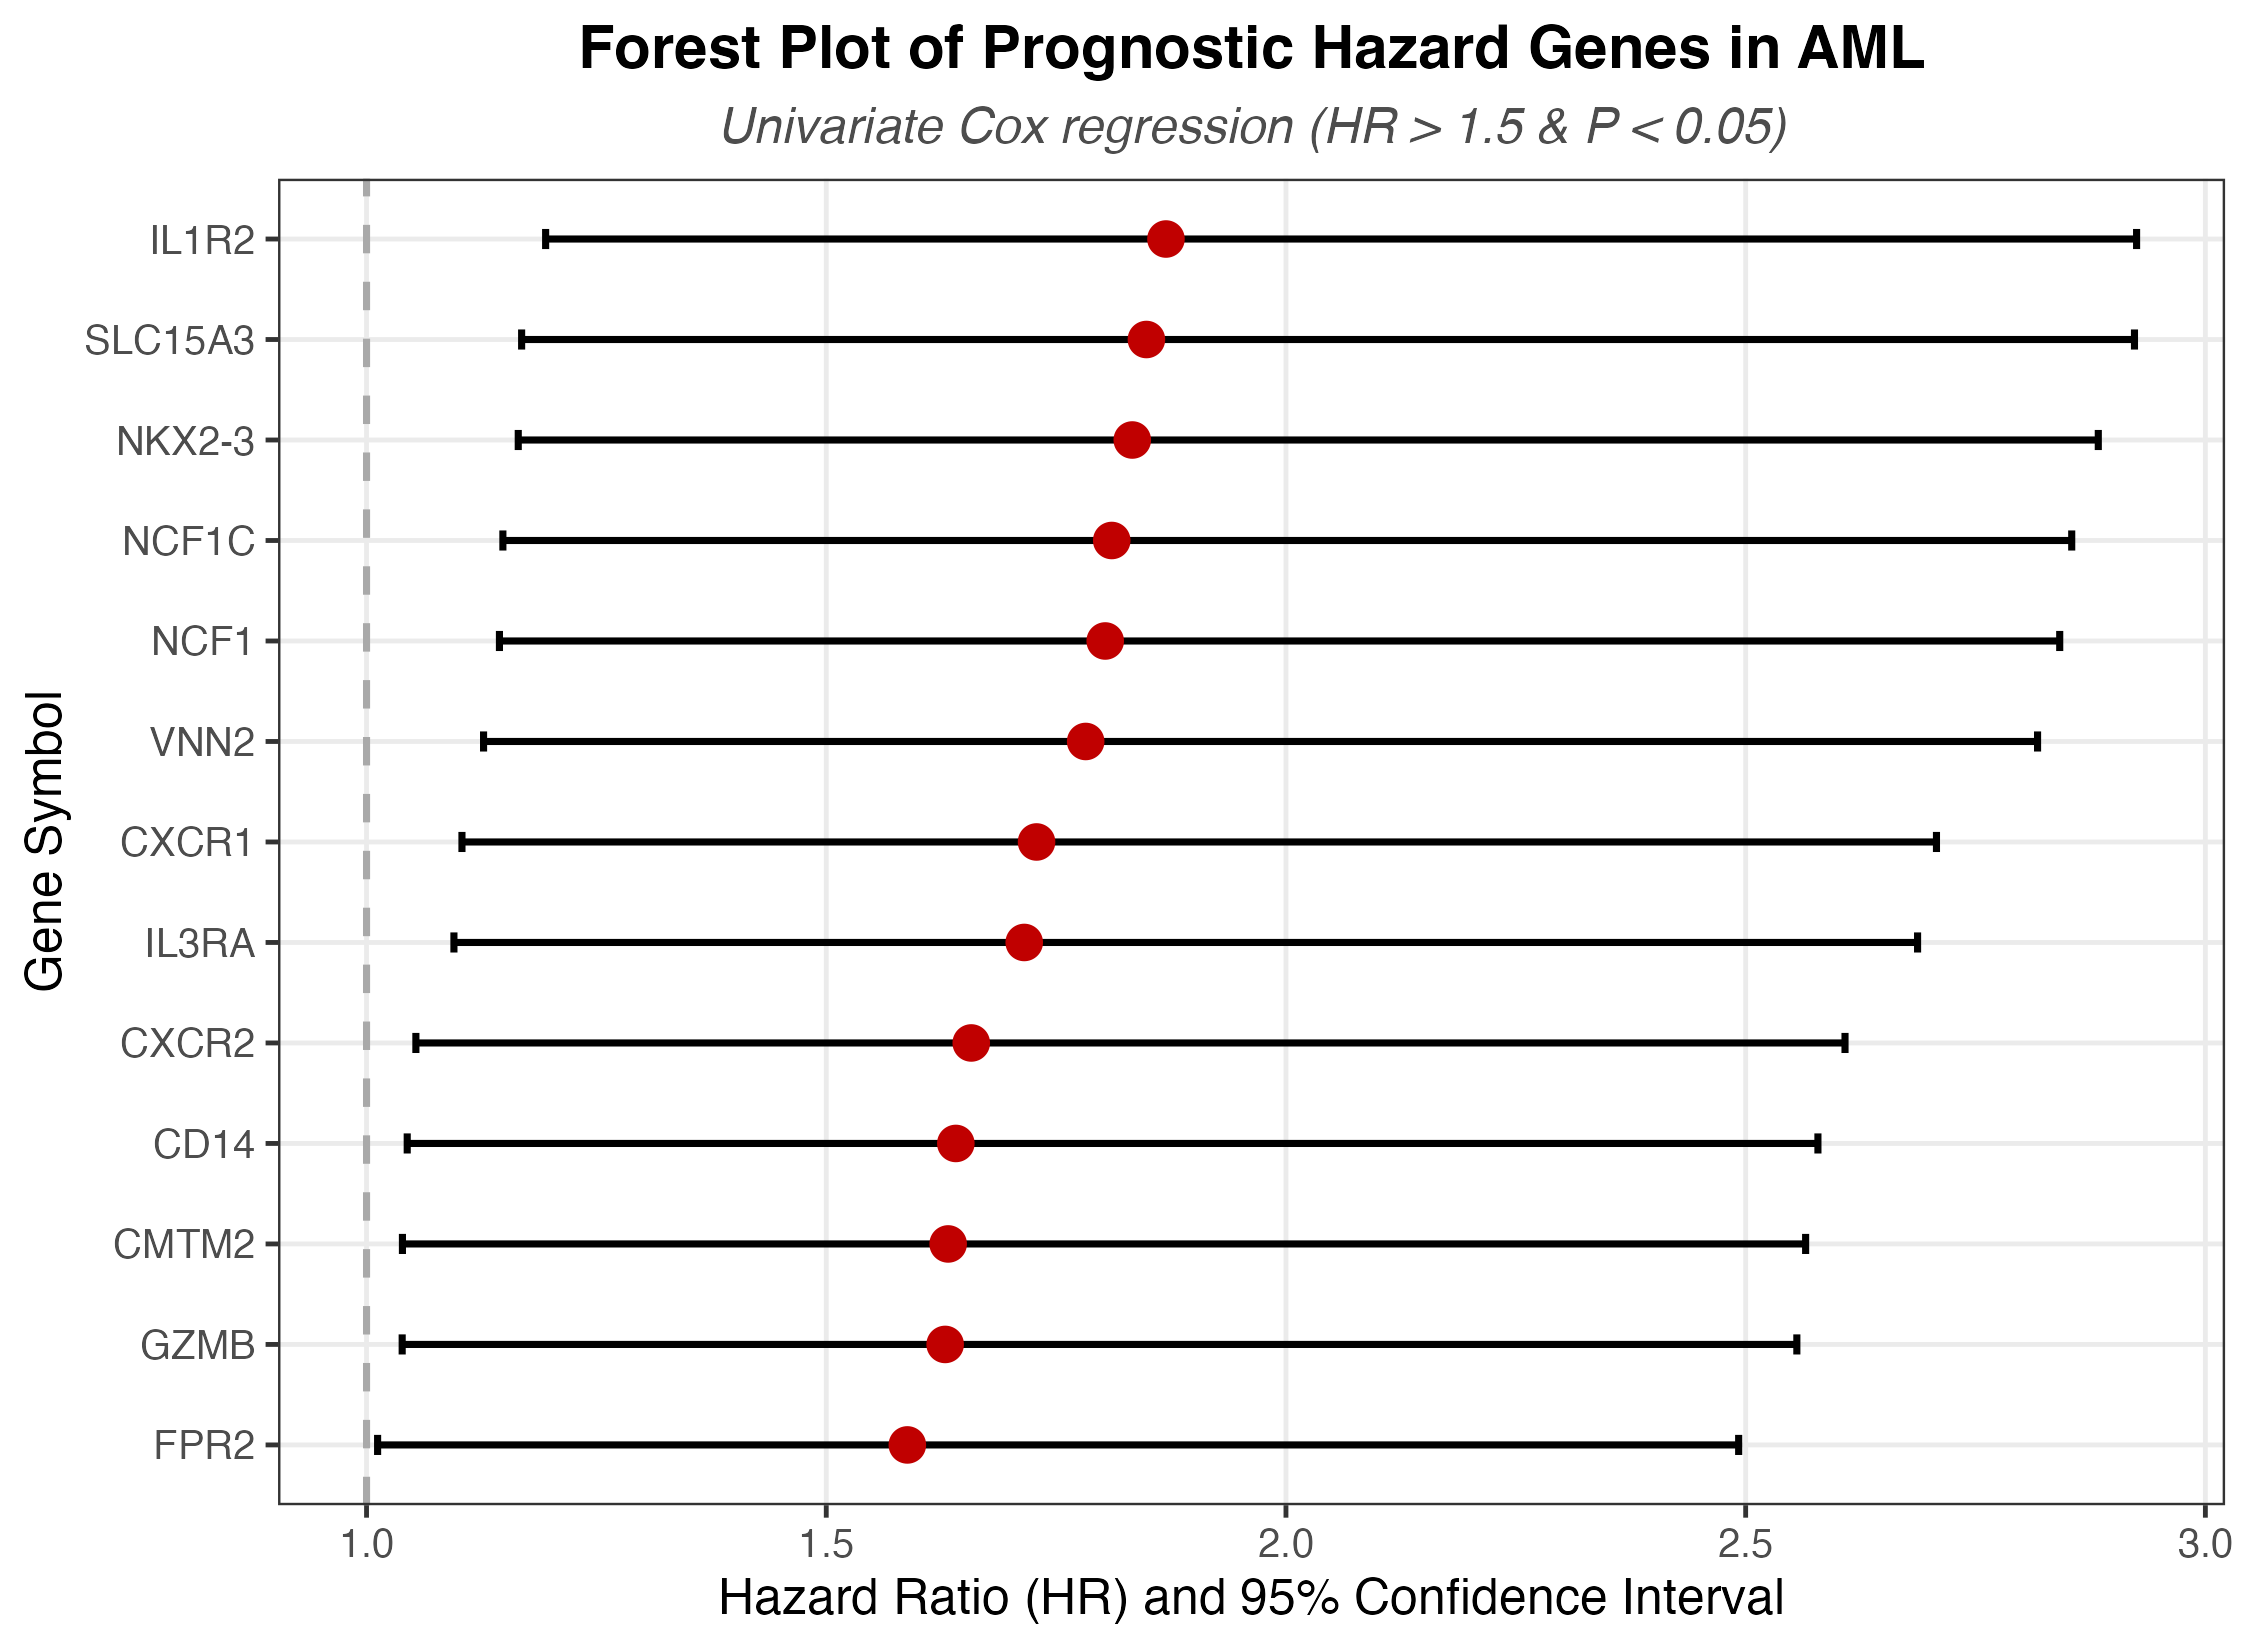 Forest Plot of Prognostic Hazard Genes in AML
Univariate Cox regression (HR > 1.5 & P < 0.05)
Gene Symbol
IL1R2
SLC15A3
NKX2-3
NCF1C
NCF1
VNN2
CXCR1
IL3RA
CXCR2
CD14
CMTM2
GZMB
FPR2
1.0 1.5 2.0 2.5 3.0
Hazard Ratio (HR) and 95% Confidence Interval